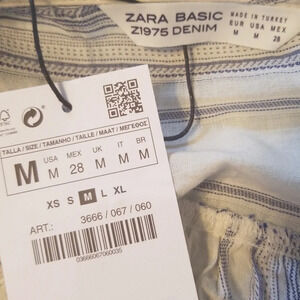 ZARA BASIC
Z1975 DENIM
MADE IN TURKEY
EUR USA MEX
M M 28
TALLA / SIZE / TAMANHO / TAILLE / MAAT / ΜΕΓΕΘΟΣ
M
USA MEX UK IT BR
M 28 M M M
XS S M L XL
ART.:
3666 / 067 / 060
03666067060035